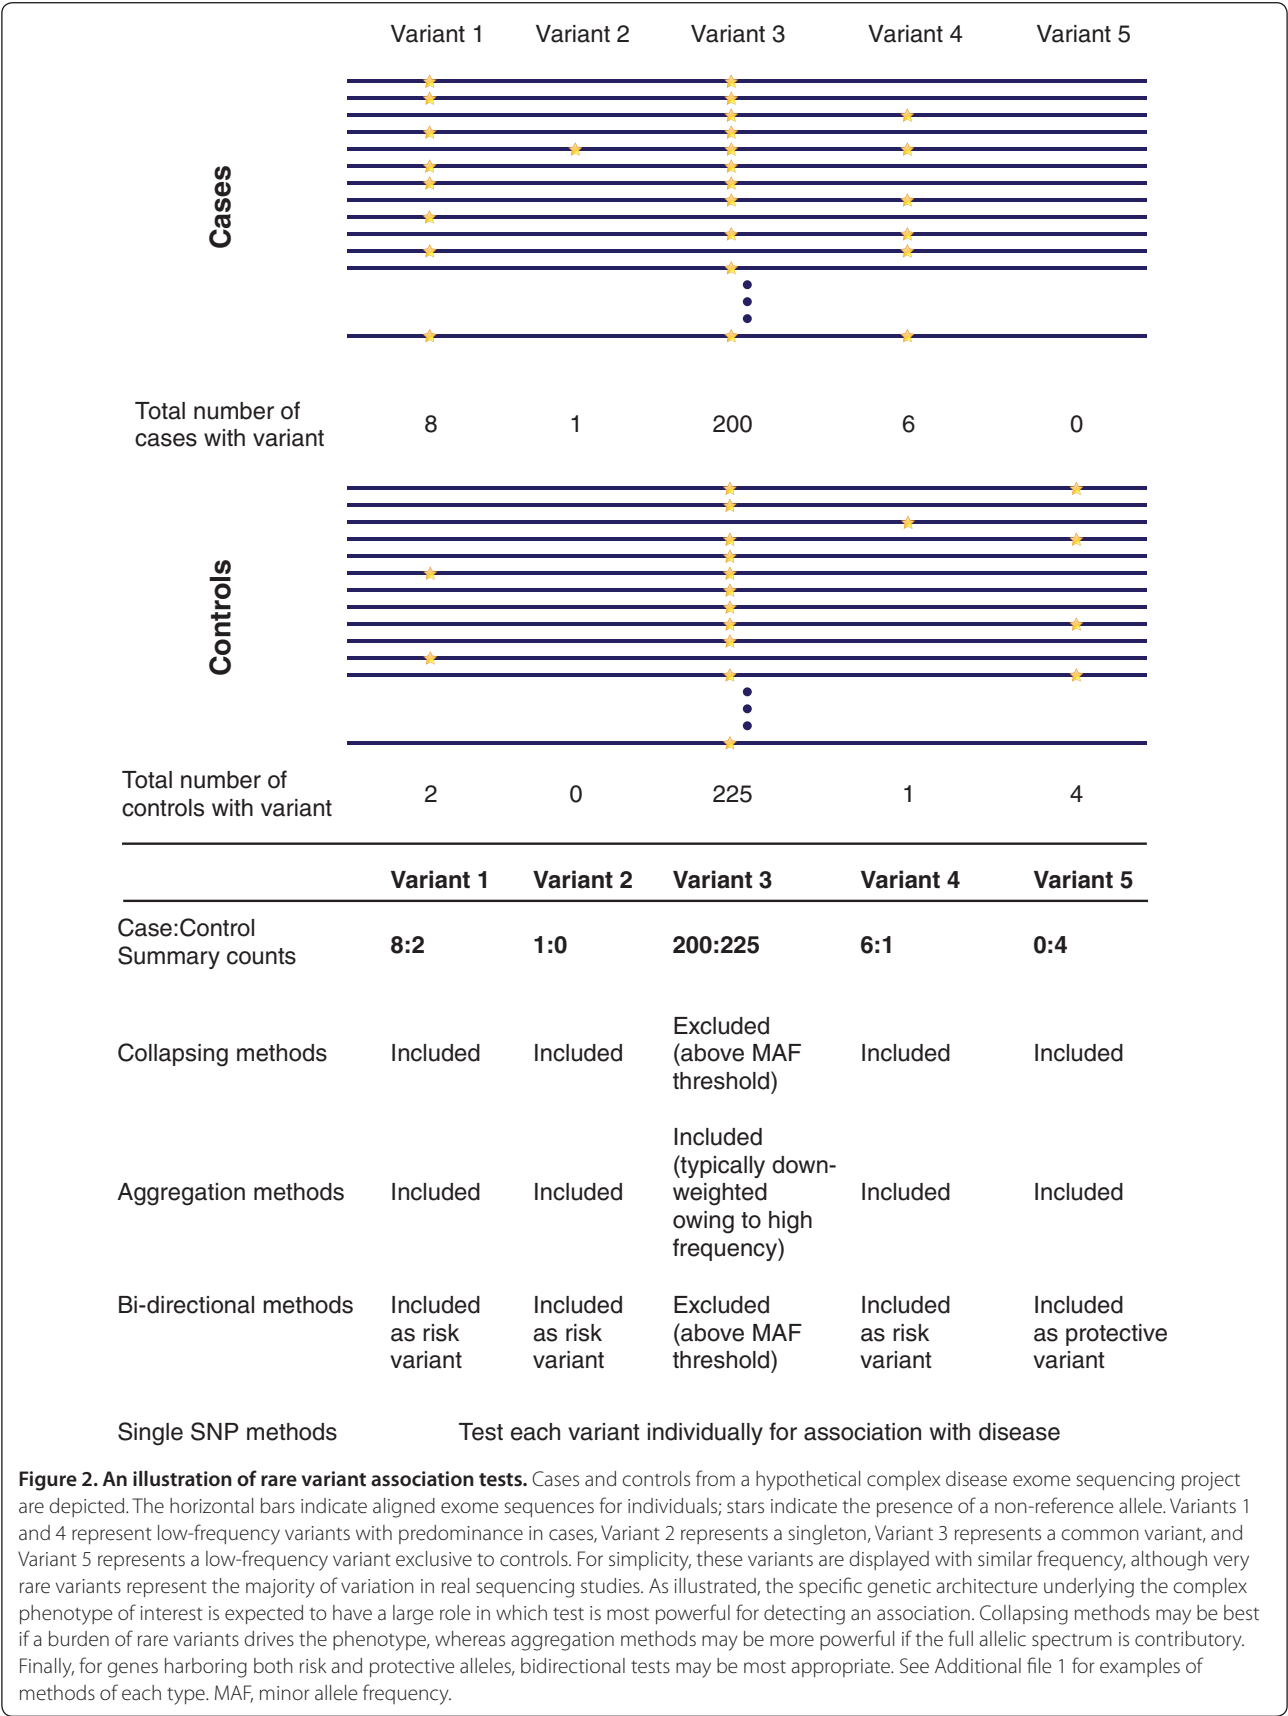 Variant 1 Variant 2 Variant 3 Variant 4 Variant 5
Cases
Total number of
cases with variant
8 1 200 6 0
Controls
Total number of
controls with variant
2 0 225 1 4
Variant 1 Variant 2 Variant 3 Variant 4 Variant 5
Case:Control
Summary counts
8:2 1:0 200:225 6:1 0:4
Collapsing methods
Included
Included
Excluded
(above MAF
threshold)
Included
Included
Aggregation methods
Included
Included
Included
(typically down-
weighted
owing to high
frequency)
Included
Included
Bi-directional methods
Included
as risk
variant
Included
as risk
variant
Excluded
(above MAF
threshold)
Included
as risk
variant
Included
as protective
variant
Single SNP methods
Test each variant individually for association with disease
Figure 2. An illustration of rare variant association tests. Cases and controls from a hypothetical complex disease exome sequencing project
are depicted. The horizontal bars indicate aligned exome sequences for individuals; stars indicate the presence of a non-reference allele. Variants 1
and 4 represent low-frequency variants with predominance in cases, Variant 2 represents a singleton, Variant 3 represents a common variant, and
Variant 5 represents a low-frequency variant exclusive to controls. For simplicity, these variants are displayed with similar frequency, although very
rare variants represent the majority of variation in real sequencing studies. As illustrated, the specific genetic architecture underlying the complex
phenotype of interest is expected to have a large role in which test is most powerful for detecting an association. Collapsing methods may be best
if a burden of rare variants drives the phenotype, whereas aggregation methods may be more powerful if the full allelic spectrum is contributory.
Finally, for genes harboring both risk and protective alleles, bidirectional tests may be most appropriate. See Additional file 1 for examples of
methods of each type. MAF, minor allele frequency.